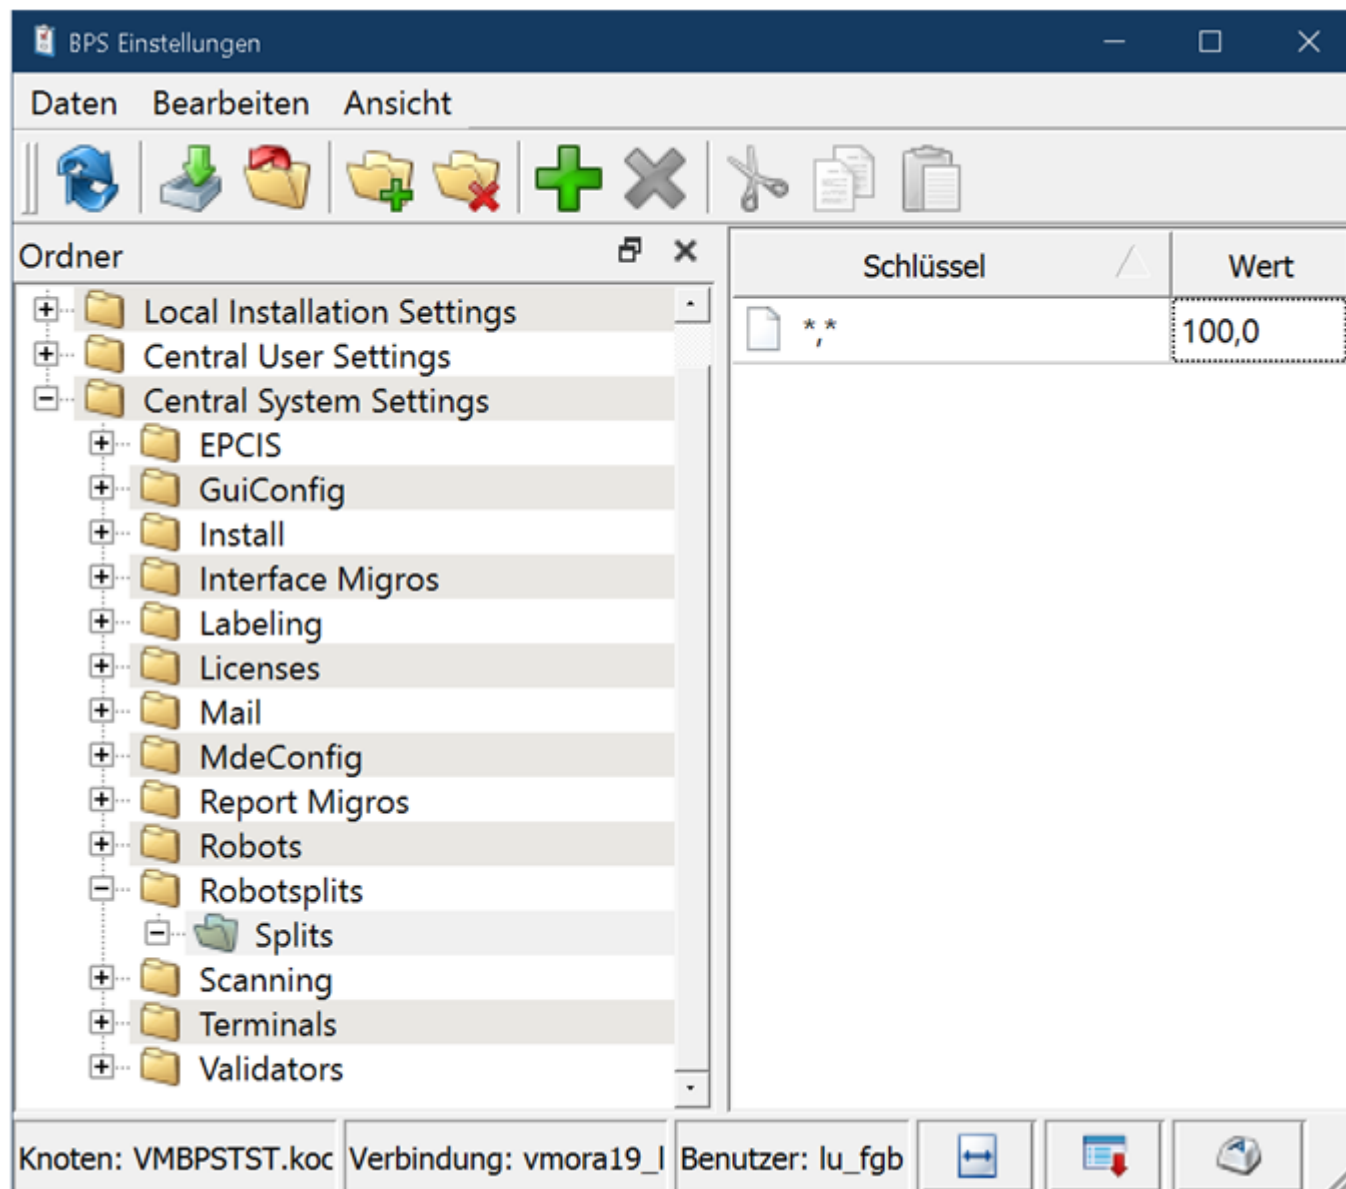 BPS Einstellungen
Daten Bearbeiten Ansicht
Ordner
Schlüssel Wert
*,* 100,0
Local Installation Settings
Central User Settings
Central System Settings
EPCIS
GuiConfig
Install
Interface Migros
Labeling
Licenses
Mail
MdeConfig
Report Migros
Robots
Robotsplits
Splits
Scanning
Terminals
Validators
Knoten: VMBPSTST.koc Verbindung: vmora19_l Benutzer: lu_fgb